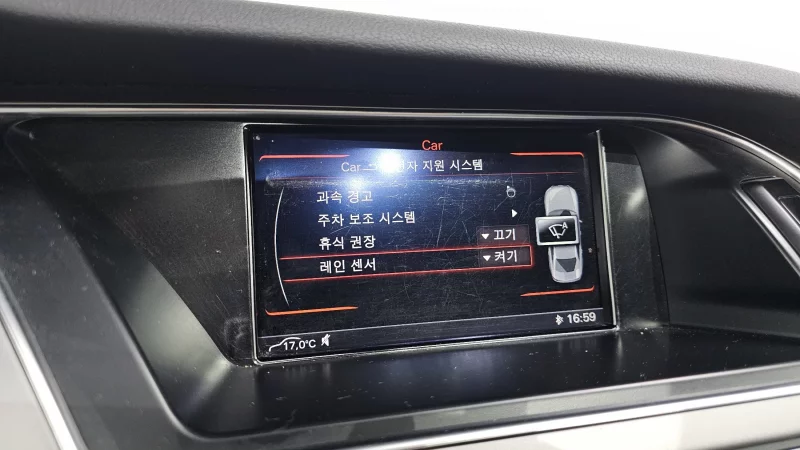 Car
Car 자 지원 시스템
과속 경고
주차 보조 시스템
휴식 권장 ▼ 끄기
레인 센서 ▼ 켜기
A
17.0°C
16:59